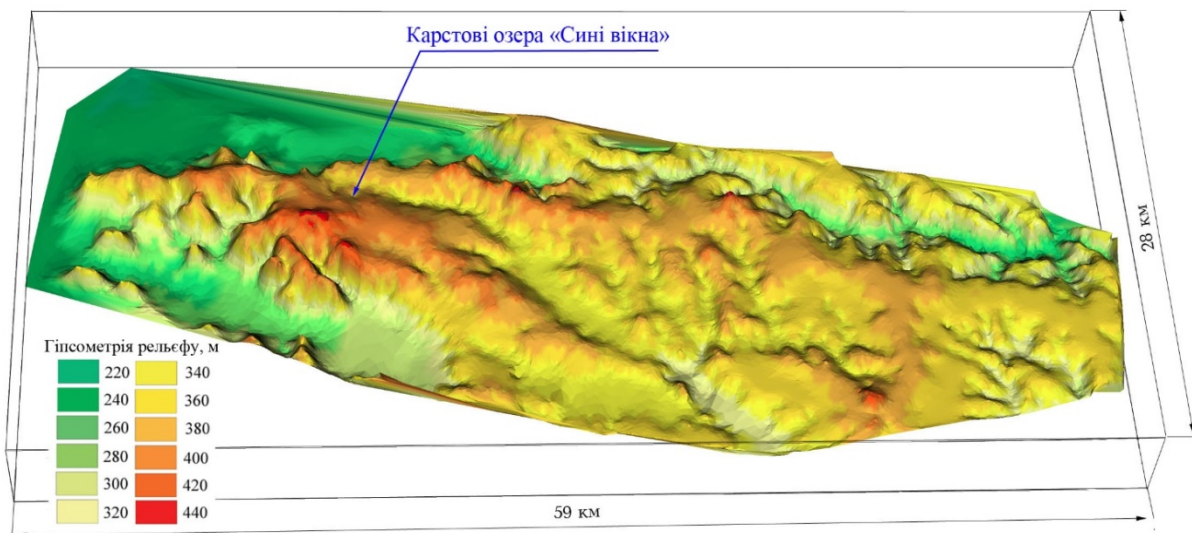 Карстові озера «Сині вікна»
28 км
Гіпсометрія рельєфу, м
220 340
240 360
260 380
280 400
300 420
320 440
59 км